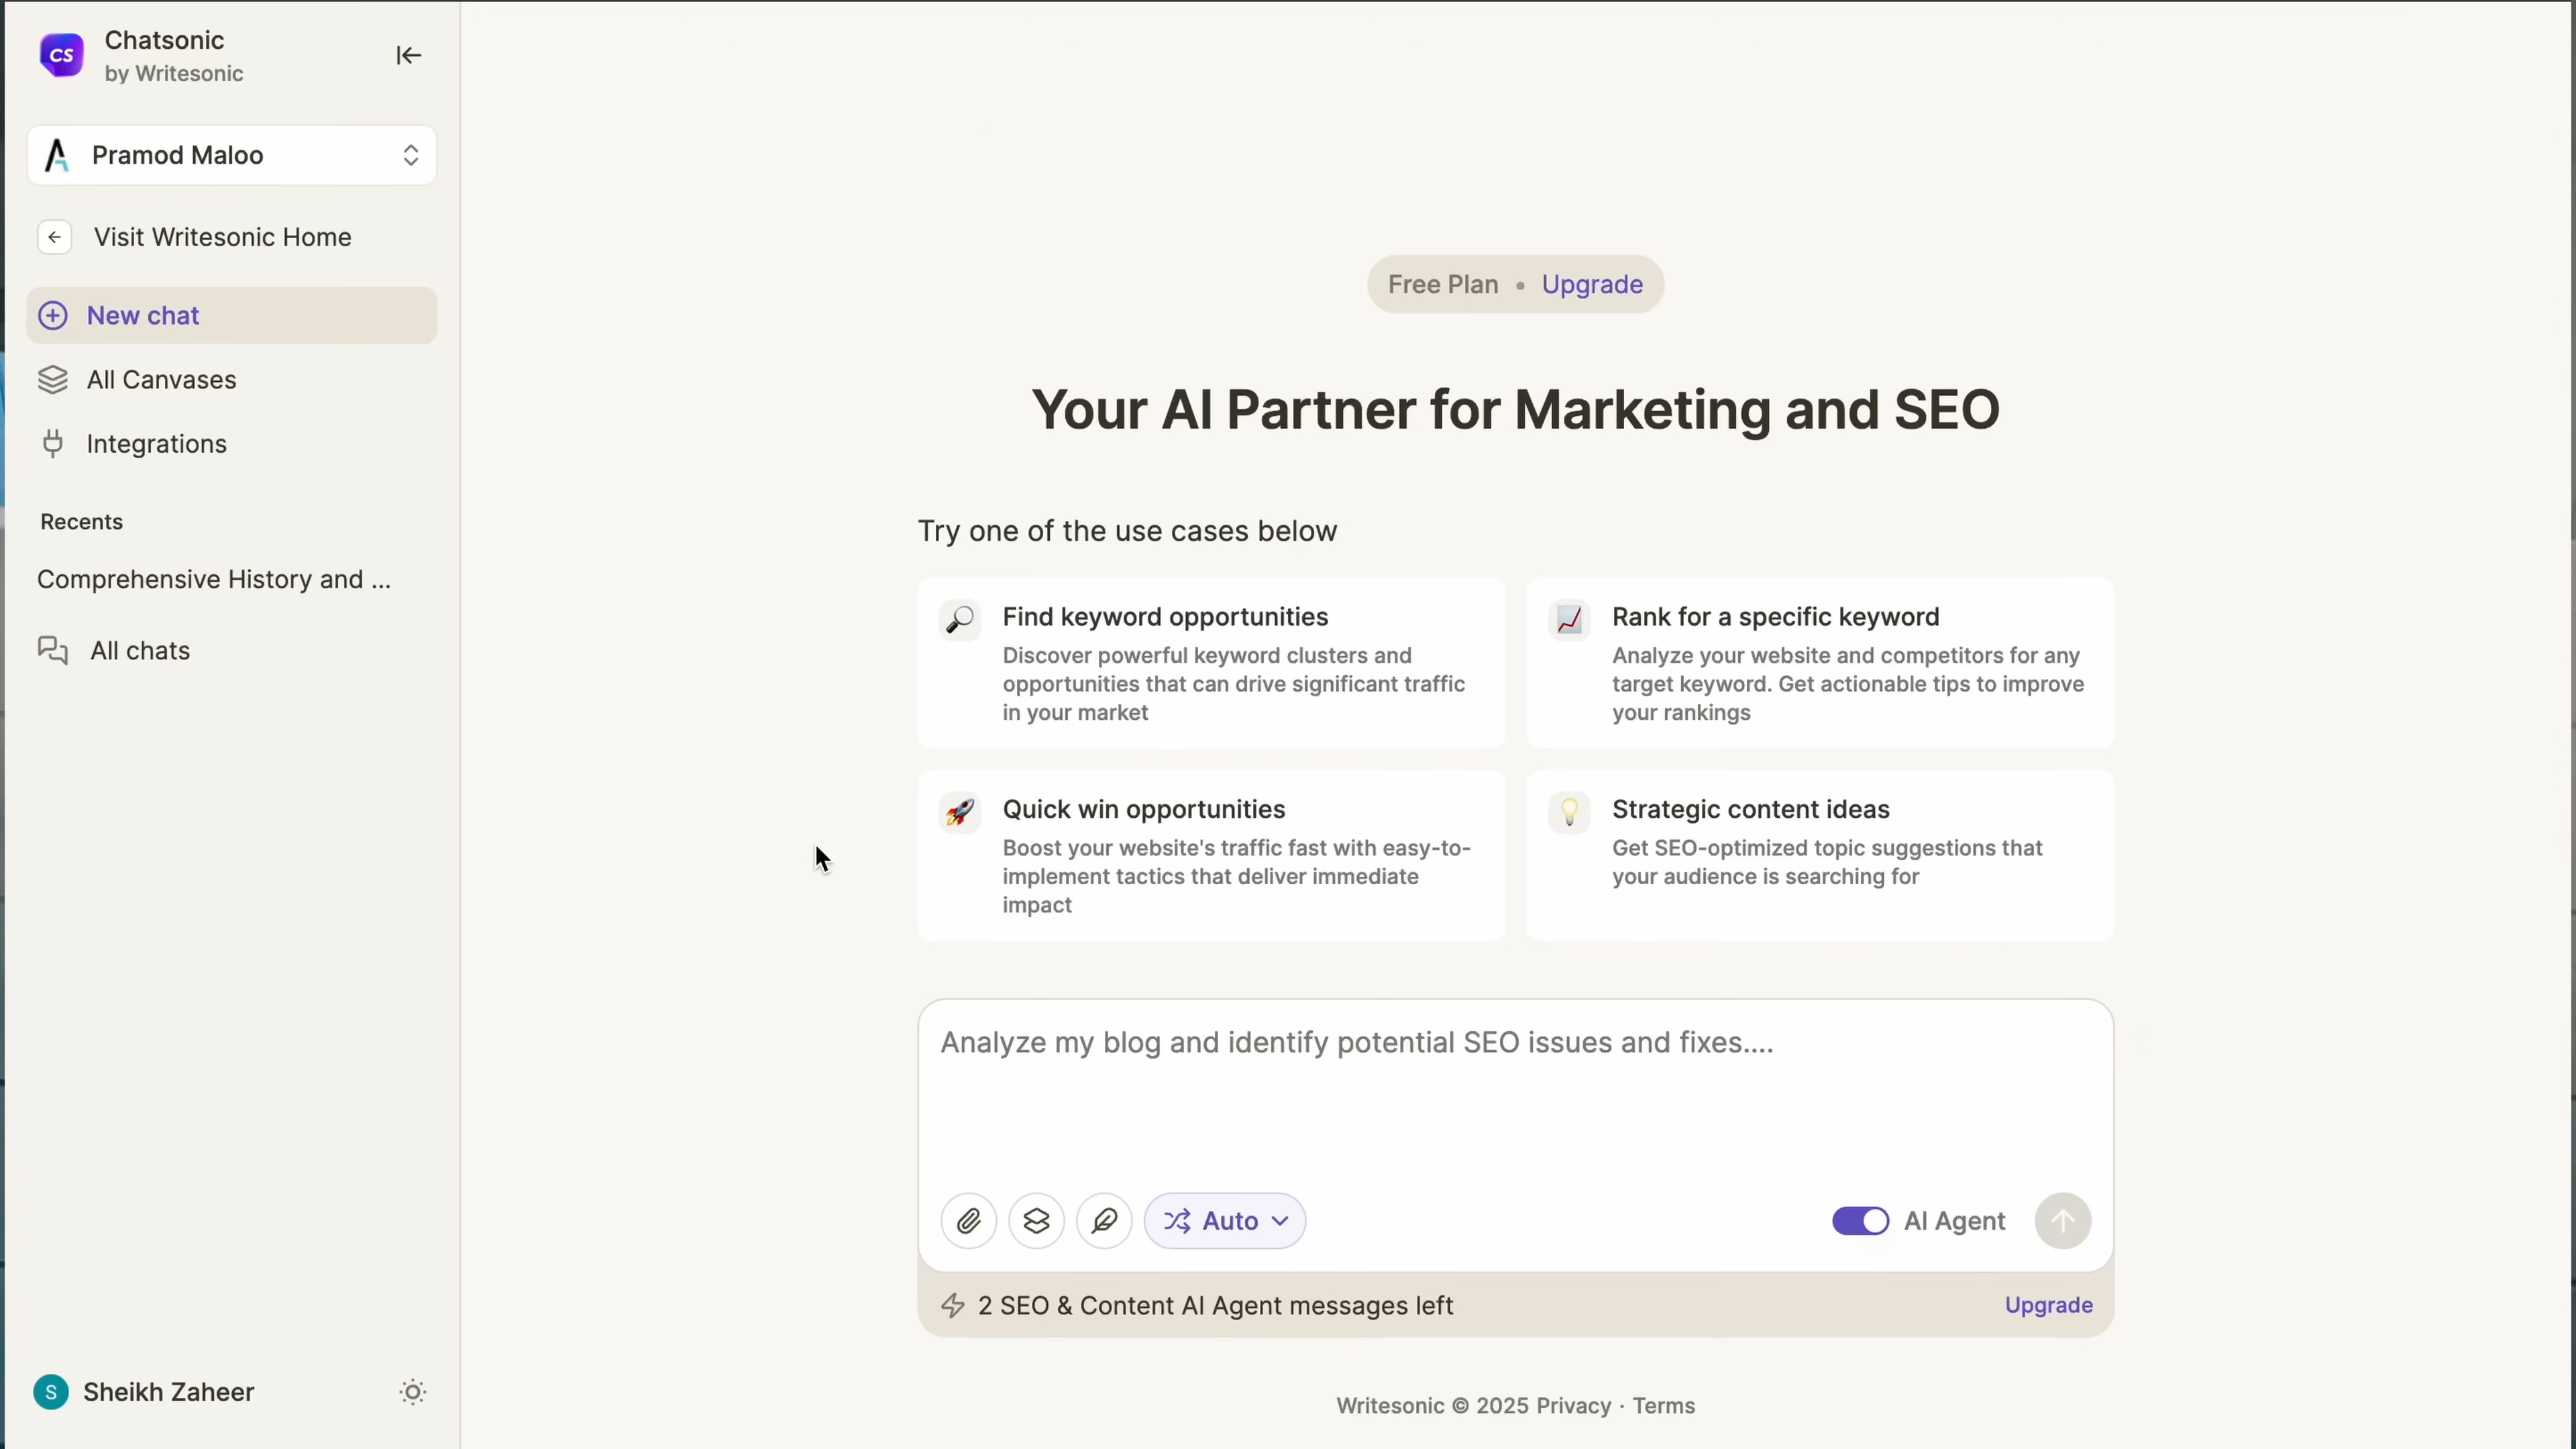 CS
Chatsonic
by Writesonic
Pramod Maloo
Visit Writesonic Home
New chat
All Canvases
Integrations
Recents
Comprehensive History and ...
All chats
Sheikh Zaheer
S
Free Plan • Upgrade
Your AI Partner for Marketing and SEO
Try one of the use cases below
Find keyword opportunities
Discover powerful keyword clusters and
opportunities that can drive significant traffic
in your market
Rank for a specific keyword
Analyze your website and competitors for any
target keyword. Get actionable tips to improve
your rankings
Quick win opportunities
Boost your website's traffic fast with easy-to-
implement tactics that deliver immediate
impact
Strategic content ideas
Get SEO-optimized topic suggestions that
your audience is searching for
Analyze my blog and identify potential SEO issues and fixes....
Auto
AI Agent
2 SEO & Content AI Agent messages left
Upgrade
Writesonic © 2025 Privacy · Terms